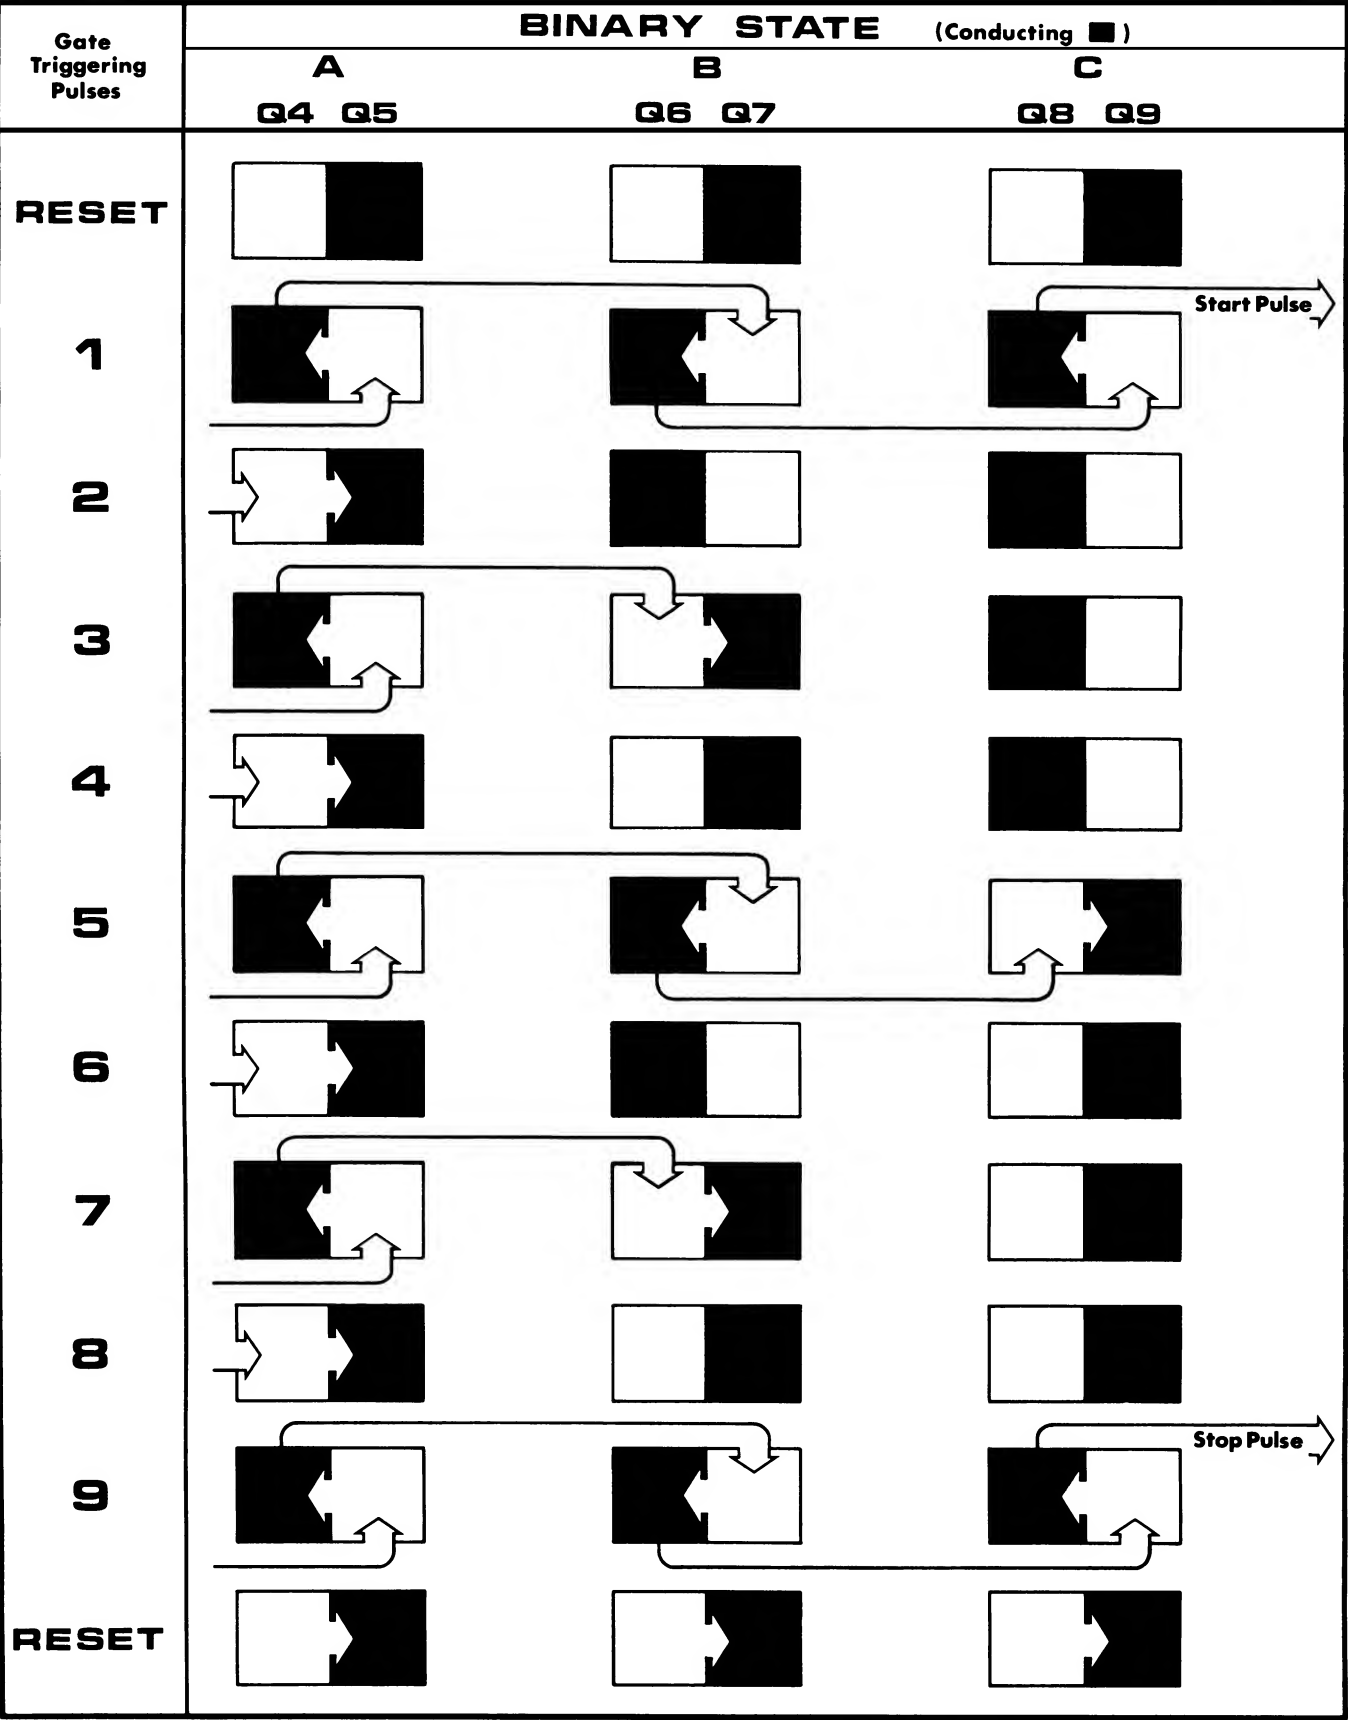 Gate
Triggering
Pulses
BINARY STATE (Conducting )
A B C
Q4 Q5 Q6 Q7 Q8 Q9
RESET
1
Start Pulse
2
3
4
5
6
7
8
9
Stop Pulse
RESET